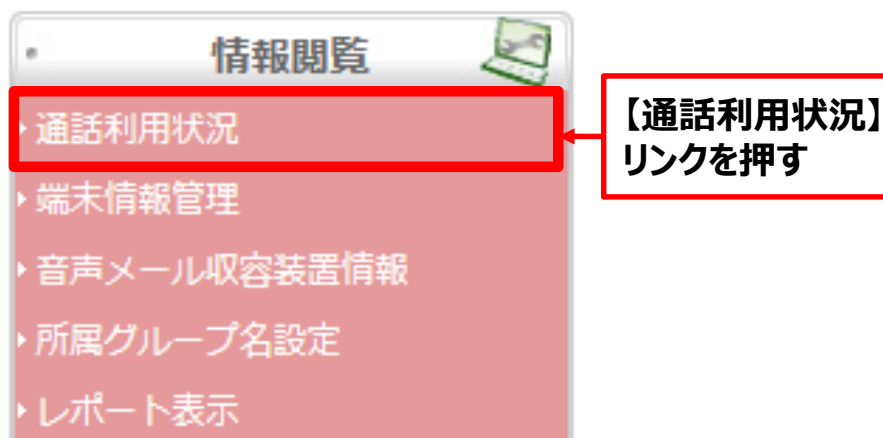 情報閲覧
通話利用状況
【通話利用状況】
リンクを押す
端末情報管理
音声メール収容装置情報
所属グループ名設定
レポート表示